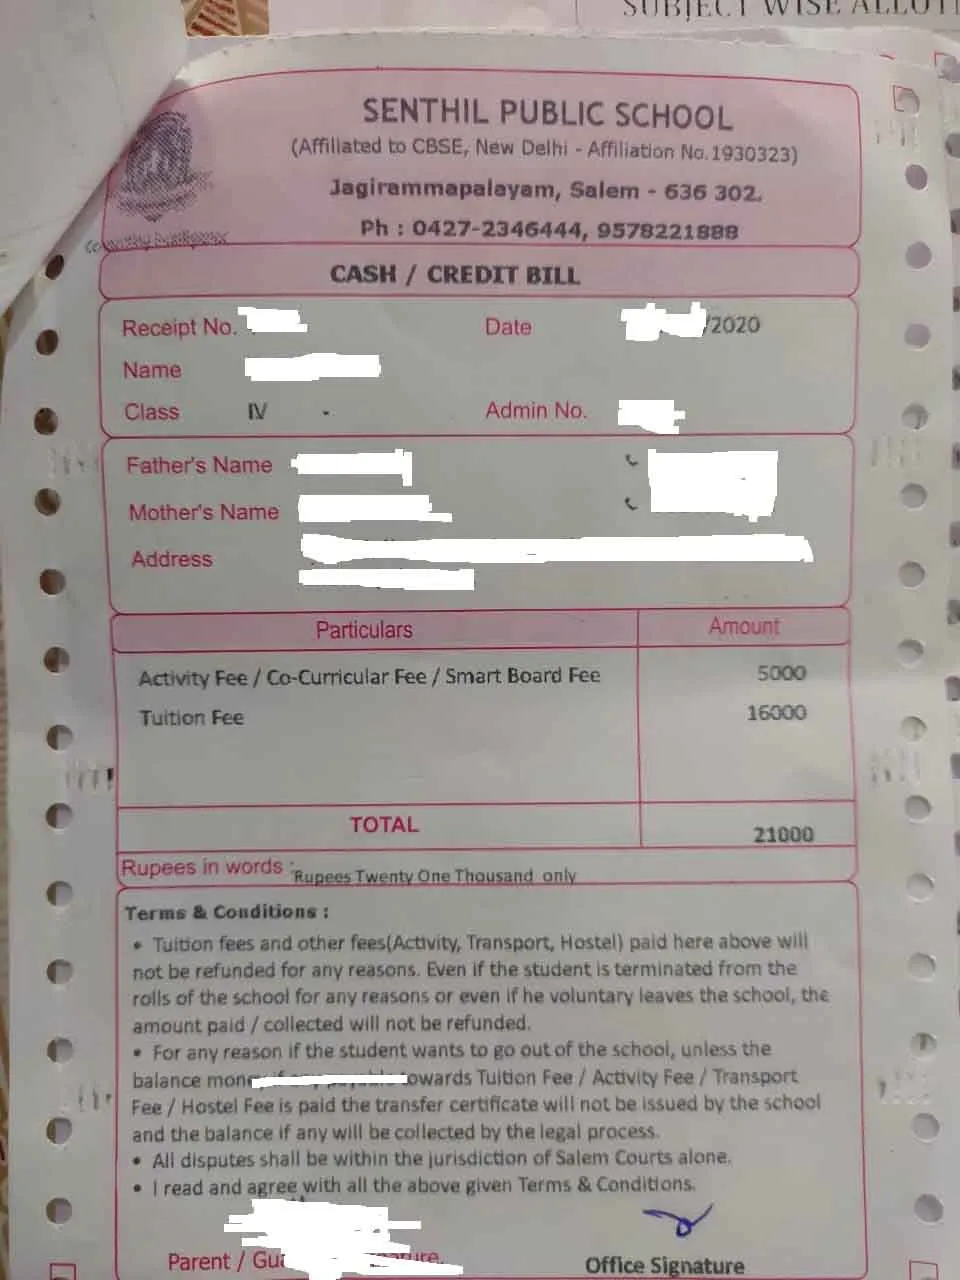 SUBJECT WISE
SENTHIL PUBLIC SCHOOL
(Affiliated to CBSE, New Delhi - Affiliation No.1930323)
Jagirammapalayam, Salem - 636 302.
Ph : 0427-2346444, 9578221888
CASH / CREDIT BILL
Receipt No. Date /2020
Name
Class IV - Admin No.
Father's Name
Mother's Name
Address
Particulars Amount
Activity Fee / Co-Curricular Fee / Smart Board Fee 5000
Tuition Fee 16000
TOTAL 21000
Rupees in words : Rupees Twenty One Thousand only
Terms & Conditions :
• Tuition fees and other fees(Activity, Transport, Hostel) paid here above will
not be refunded for any reasons. Even if the student is terminated from the
rolls of the school for any reasons or even if he voluntary leaves the school, the
amount paid / collected will not be refunded.
• For any reason if the student wants to go out of the school, unless the
balance towards Tuition Fee / Activity Fee / Transport
Fee / Hostel Fee is paid the transfer certificate will not be issued by the school
and the balance if any will be collected by the legal process.
• All disputes shall be within the jurisdiction of Salem Courts alone.
• I read and agree with all the above given Terms & Conditions.
Parent / Office Signature